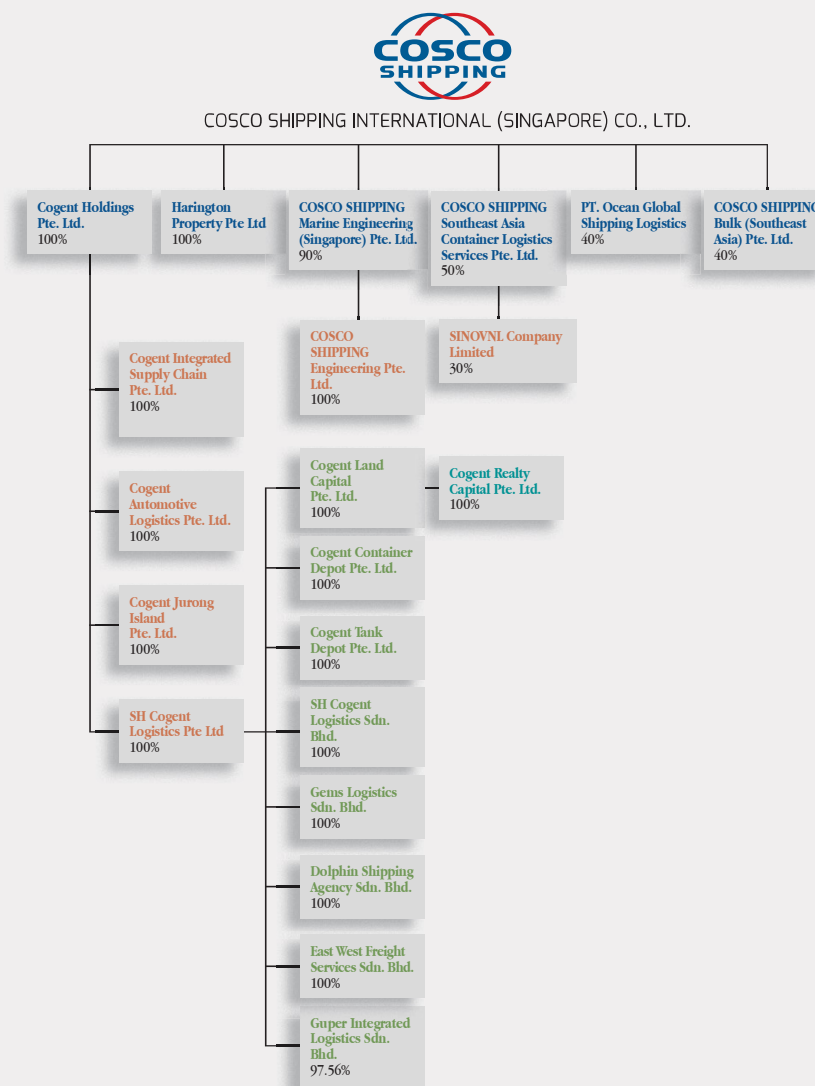 COSCO
SHIPPING
COSCO SHIPPING INTERNATIONAL (SINGAPORE) CO., LTD.
Cogent Holdings
Pte. Ltd.
100%
Harington
Property Pte Ltd
100%
COSCO SHIPPING
Marine Engineering
(Singapore) Pte. Ltd.
90%
COSCO SHIPPING
Southeast Asia
Container Logistics
Services Pte. Ltd.
50%
PT. Ocean Global
Shipping Logistics
40%
COSCO SHIPPING
Bulk (Southeast
Asia) Pte. Ltd.
40%
COSCO
SHIPPING
Engineering Pte.
Ltd.
100%
SINOVNL Company
Limited
30%
Cogent Integrated
Supply Chain
Pte. Ltd.
100%
Cogent
Automotive
Logistics Pte. Ltd.
100%
Cogent Jurong
Island
Pte. Ltd.
100%
SH Cogent
Logistics Pte Ltd
100%
Cogent Land
Capital
Pte. Ltd.
100%
Cogent Realty
Capital Pte. Ltd.
100%
Cogent Container
Depot Pte. Ltd.
100%
Cogent Tank
Depot Pte. Ltd.
100%
SH Cogent
Logistics Sdn.
Bhd.
100%
Gems Logistics
Sdn. Bhd.
100%
Dolphin Shipping
Agency Sdn. Bhd.
100%
East West Freight
Services Sdn. Bhd.
100%
Guper Integrated
Logistics Sdn.
Bhd.
97.56%